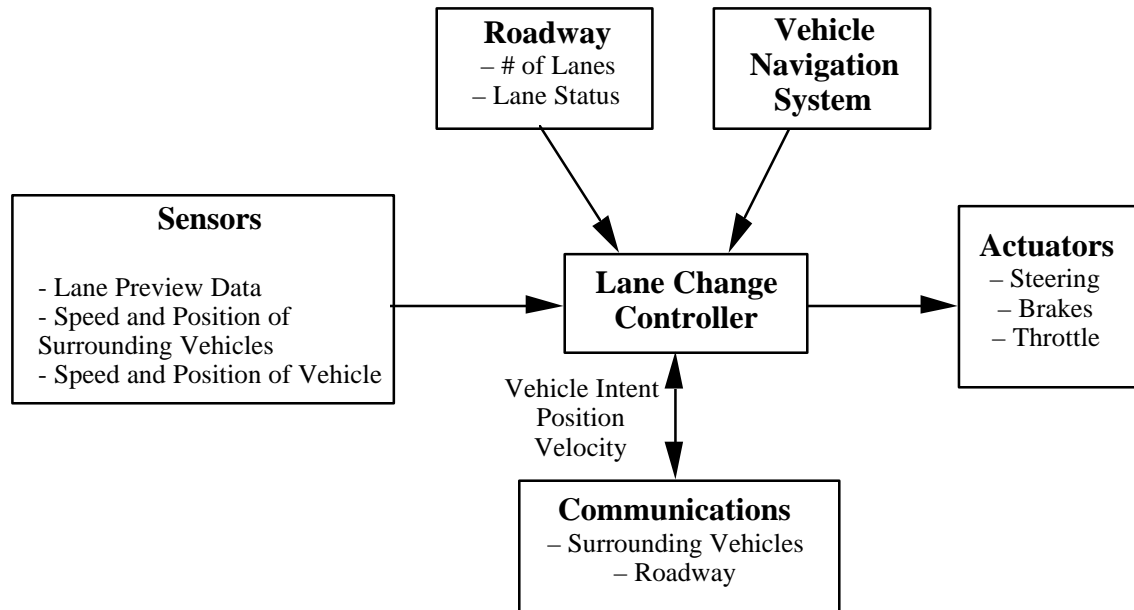 Roadway
– # of Lanes
– Lane Status
Vehicle
Navigation
System
Sensors
- Lane Preview Data
- Speed and Position of
Surrounding Vehicles
- Speed and Position of Vehicle
Lane Change
Controller
Actuators
– Steering
– Brakes
– Throttle
Vehicle Intent
Position
Velocity
Communications
– Surrounding Vehicles
– Roadway